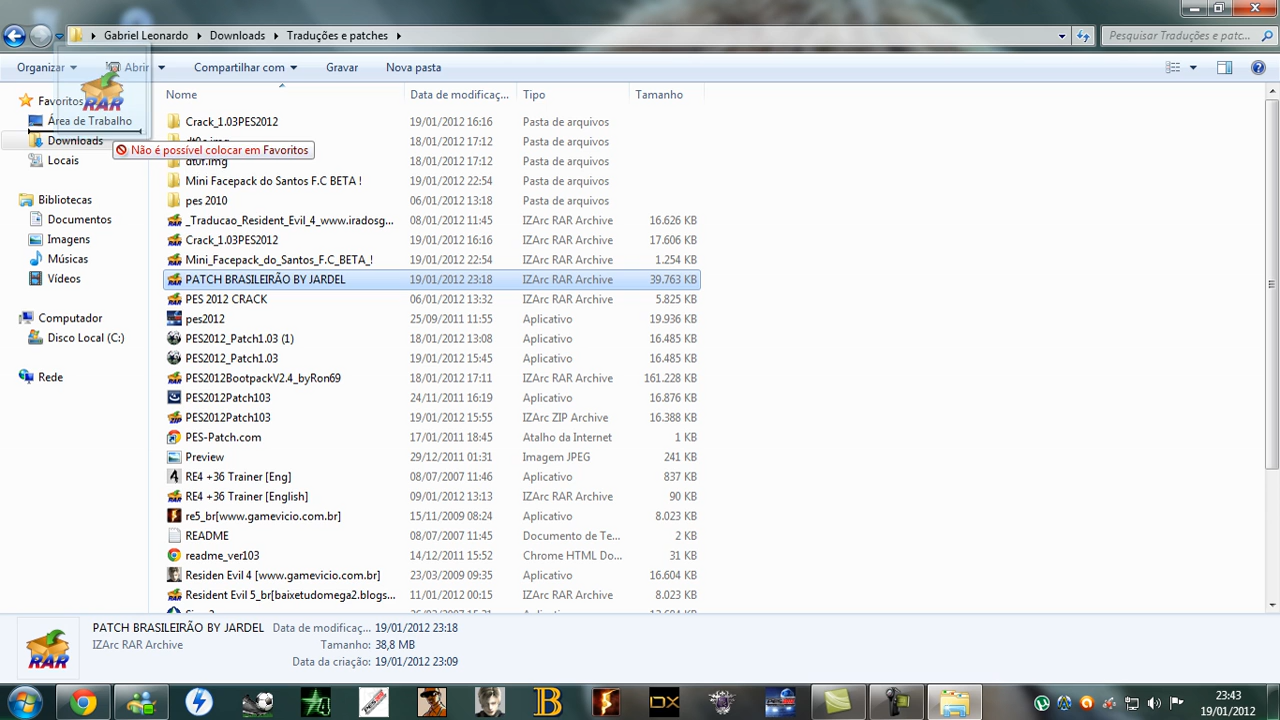 Gabriel Leonardo Downloads Traduções e patches
Pesquisar Traduções e patc...
Organizar Abrir Compartilhar com Gravar Nova pasta
Nome Data de modificaç... Tipo Tamanho
Favoritos
Área de Trabalho
Downloads
Locais
Bibliotecas
Documentos
Imagens
Músicas
Vídeos
Computador
Disco Local (C:)
Rede
RAR
Não é possível colocar em Favoritos
Crack_1.03PES2012 19/01/2012 16:16 Pasta de arquivos
18/01/2012 17:12 Pasta de arquivos
dt0f.img 18/01/2012 17:12 Pasta de arquivos
Mini Facepack do Santos F.C BETA ! 19/01/2012 22:54 Pasta de arquivos
pes 2010 06/01/2012 13:18 Pasta de arquivos
_Traducao_Resident_Evil_4_www.iradosg... 08/01/2012 11:45 IZArc RAR Archive 16.626 KB
Crack_1.03PES2012 19/01/2012 16:16 IZArc RAR Archive 17.606 KB
Mini_Facepack_do_Santos_F.C_BETA_! 19/01/2012 22:54 IZArc RAR Archive 1.254 KB
PATCH BRASILEIRÃO BY JARDEL 19/01/2012 23:18 IZArc RAR Archive 39.763 KB
PES 2012 CRACK 06/01/2012 13:32 IZArc RAR Archive 5.825 KB
pes2012 25/09/2011 11:55 Aplicativo 19.936 KB
PES2012_Patch1.03 (1) 18/01/2012 13:08 Aplicativo 16.485 KB
PES2012_Patch1.03 19/01/2012 15:45 Aplicativo 16.485 KB
PES2012BootpackV2.4_byRon69 18/01/2012 17:11 IZArc RAR Archive 161.228 KB
PES2012Patch103 24/11/2011 16:19 Aplicativo 16.876 KB
PES2012Patch103 19/01/2012 15:55 IZArc ZIP Archive 16.388 KB
PES-Patch.com 17/01/2011 18:45 Atalho da Internet 1 KB
Preview 29/12/2011 01:31 Imagem JPEG 241 KB
RE4 +36 Trainer [Eng] 08/07/2007 11:46 Aplicativo 837 KB
RE4 +36 Trainer [English] 09/01/2012 13:13 IZArc RAR Archive 90 KB
re5_br[www.gamevicio.com.br] 15/11/2009 08:24 Aplicativo 8.023 KB
README 08/07/2007 11:45 Documento de Te... 2 KB
readme_ver103 14/12/2011 15:52 Chrome HTML Do... 31 KB
Residen Evil 4 [www.gamevicio.com.br] 23/03/2009 09:35 Aplicativo 16.604 KB
Resident Evil 5_br[baixetudomega2.blogs... 11/01/2012 00:15 IZArc RAR Archive 8.023 KB
RAR
PATCH BRASILEIRÃO BY JARDEL Data de modificaç... 19/01/2012 23:18
IZArc RAR Archive Tamanho: 38,8 MB
Data da criação: 19/01/2012 23:09
B
DX
23:43
19/01/2012